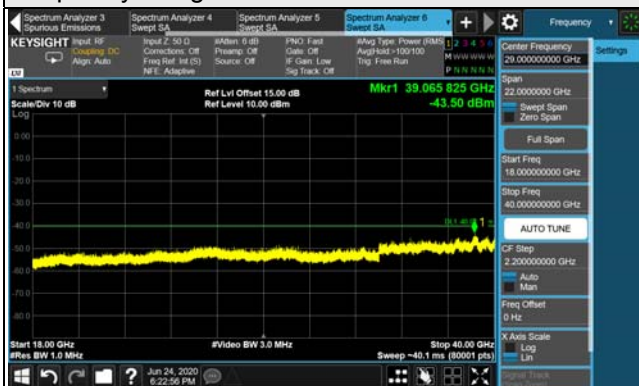 Spectrum Analyzer 3
Spurious Emissions
Spectrum Analyzer 4
Swept SA
Spectrum Analyzer 5
Swept SA
Spectrum Analyzer 6
Swept SA
Frequency
KEYSIGHT
Input: RF
Coupling: DC
Align: Auto
Input Z: 50 Ω
Corrections: Off
Freq Ref: Int (S)
NFE: Adaptive
#Atten: 6 dB
Preamp: Off
Source: Off
PNO: Fast
Gate: Off
IF Gain: Low
Sig Track: Off
#Avg Type: Power (RMS)
Avg|Hold: >100/100
Trig: Free Run
1 2 3 4 5 6
M W W W W W
P N N N N N
LXI
1 Spectrum
Scale/Div 10 dB
Log
Ref Lvl Offset 15.00 dB
Ref Level 10.00 dBm
Mkr1 39.065 825 GHz
-43.50 dBm
0.00
-10.0
-20.0
-30.0
-40.0
-50.0
-60.0
-70.0
-80.0
1
Start 18.00 GHz
#Res BW 1.0 MHz
#Video BW 3.0 MHz
Stop 40.00 GHz
Sweep ~40.1 ms (80001 pts)
Jun 24, 2020
6:22:56 PM
Center Frequency
29.000000000 GHz
Settings
Span
22.0000000 GHz
Swept Span
Zero Span
Full Span
Start Freq
18.000000000 GHz
Stop Freq
40.000000000 GHz
AUTO TUNE
CF Step
2.200000000 GHz
Auto
Man
Freq Offset
0 Hz
X Axis Scale
Log
Lin
Signal Track